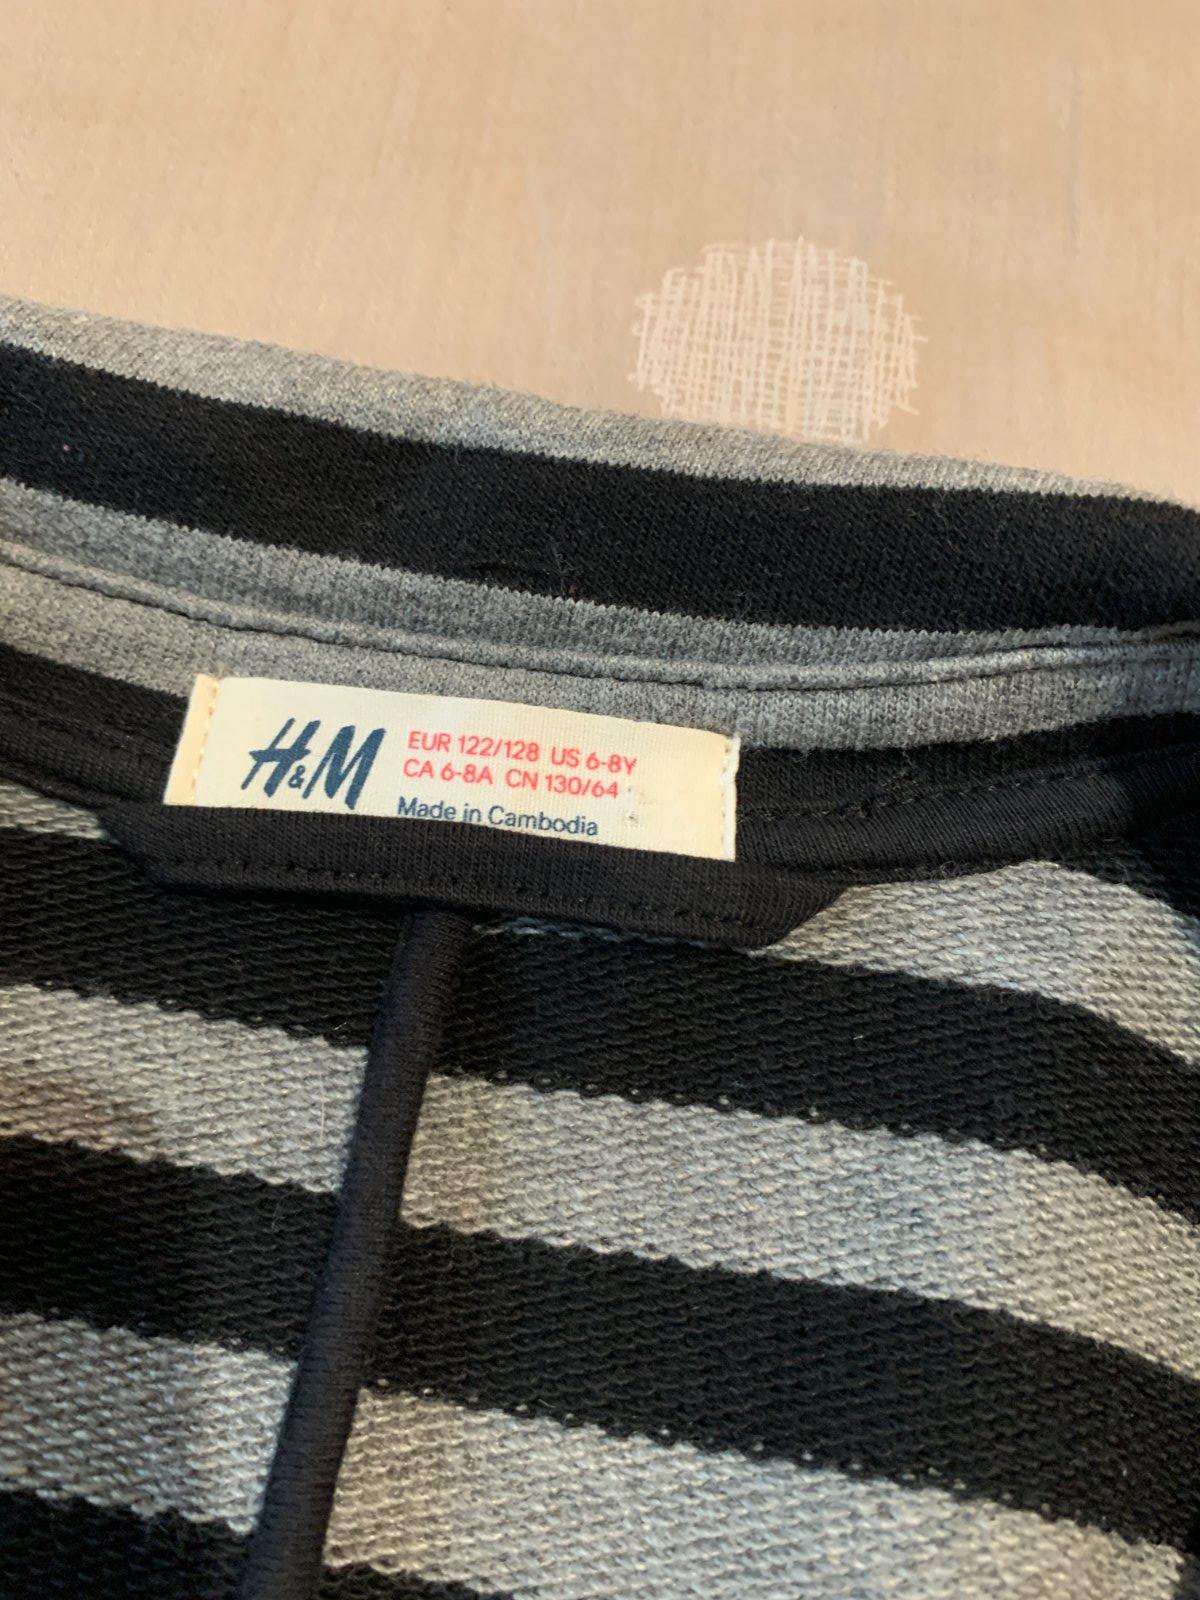 H&M
EUR 122/128 US 6-8Y
CA 6-8A CN 130/64
Made in Cambodia